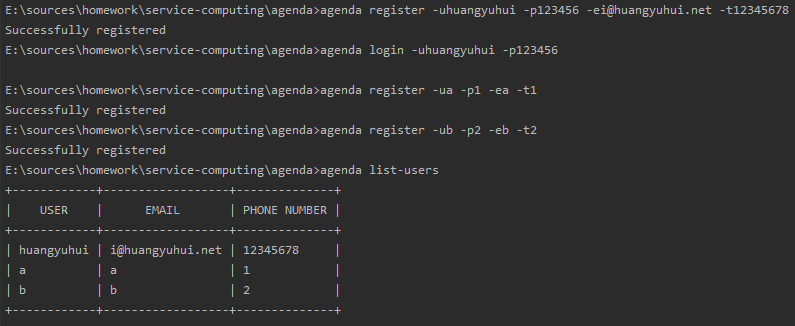 E:\sources\homework\service-computing\agenda>agenda register -uhuangyuhui -p123456 -ei@huangyuhui.net -t12345678
Successfully registered
E:\sources\homework\service-computing\agenda>agenda login -uhuangyuhui -p123456
E:\sources\homework\service-computing\agenda>agenda register -ua -p1 -ea -t1
Successfully registered
E:\sources\homework\service-computing\agenda>agenda register -ub -p2 -eb -t2
Successfully registered
E:\sources\homework\service-computing\agenda>agenda list-users
+------------+------------------+--------------+
|    USER    |      EMAIL       | PHONE NUMBER |
+------------+------------------+--------------+
| huangyuhui | i@huangyuhui.net | 12345678     |
| a          | a                | 1            |
| b          | b                | 2            |
+------------+------------------+--------------+